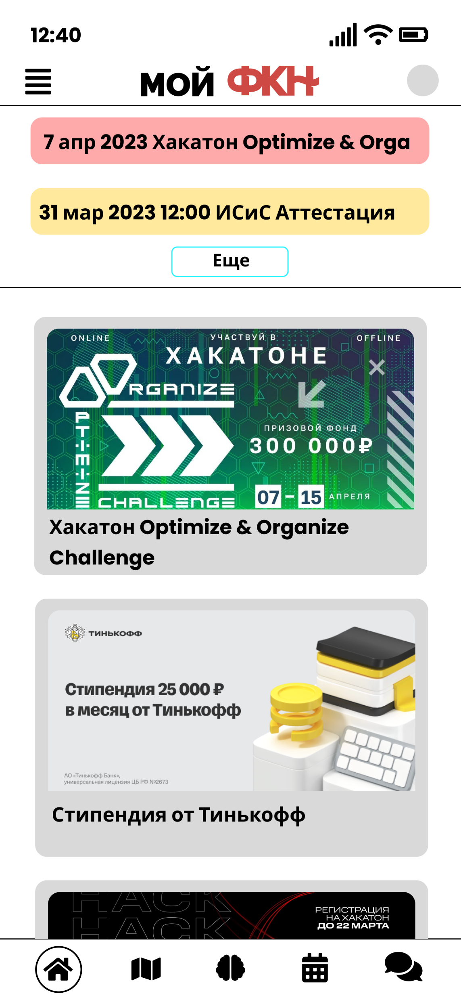 12:40
МОЙ ФКН
7 апр 2023 Хакатон Optimize & Orga
31 мар 2023 12:00 ИСиС Аттестация
Еще
ONLINE
УЧАСТВУЙ В
OFFLINE
ХАКАТОНЕ
ORGANIZE
OPTIMIZE
CHALLENGE
ПРИЗОВОЙ ФОНД
300 000₽
07 – 15 АПРЕЛЯ
Хакатон Optimize & Organize
Challenge
ТИНЬКОФФ
Стипендия 25 000 ₽
в месяц от Тинькофф
АО «Тинькофф Банк»,
универсальная лицензия ЦБ РФ №2673
Стипендия от Тинькофф
HACK
HACK
РЕГИСТРАЦИЯ
НА ХАКАТОН
ДО 22 МАРТА